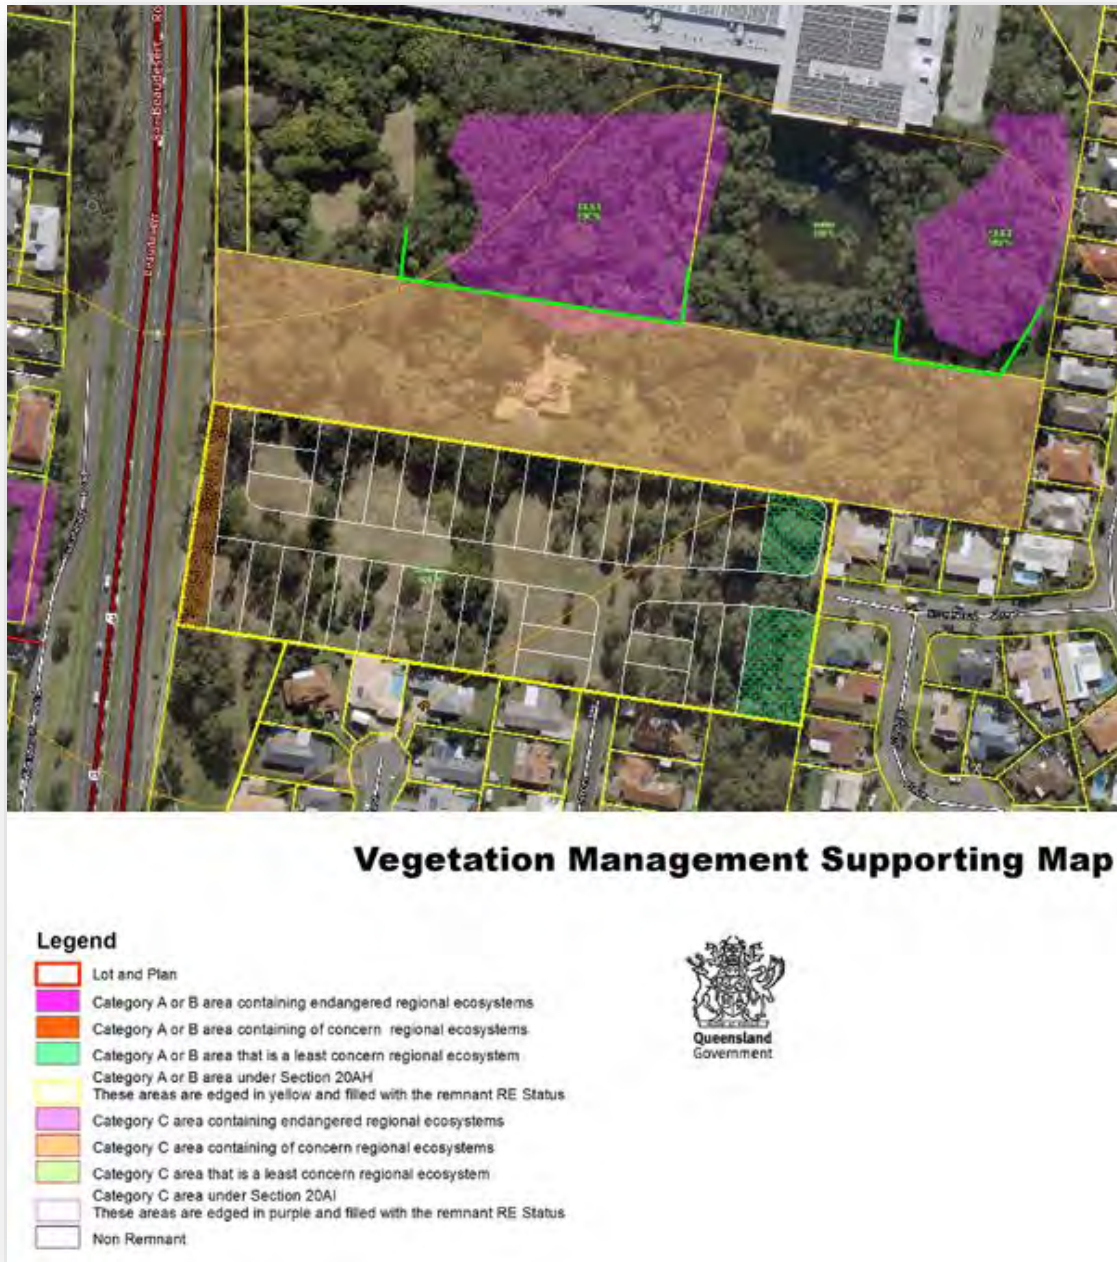 Beaudesert
Beaudesert
Vegetation Management Supporting Map
Legend
Lot and Plan
Category A or B area containing endangered regional ecosystems
Category A or B area containing of concern regional ecosystems
Category A or B area that is a least concern regional ecosystem
Category A or B area under Section 20AH
These areas are edged in yellow and filled with the remnant RE Status
Category C area containing endangered regional ecosystems
Category C area containing of concern regional ecosystems
Category C area that is a least concern regional ecosystem
Category C area under Section 20AI
These areas are edged in purple and filled with the remnant RE Status
Non Remnant
Queensland
Government